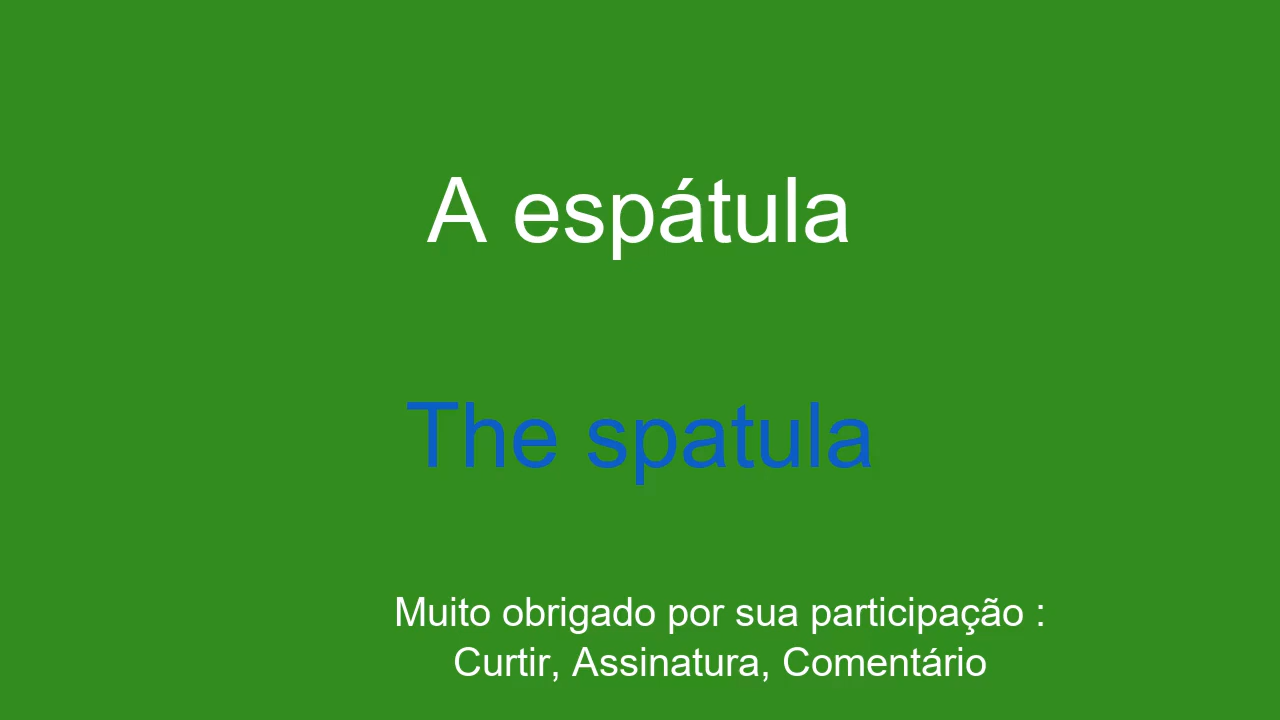 A espátula
The spatula
Muito obrigado por sua participação :
Curtir, Assinatura, Comentário